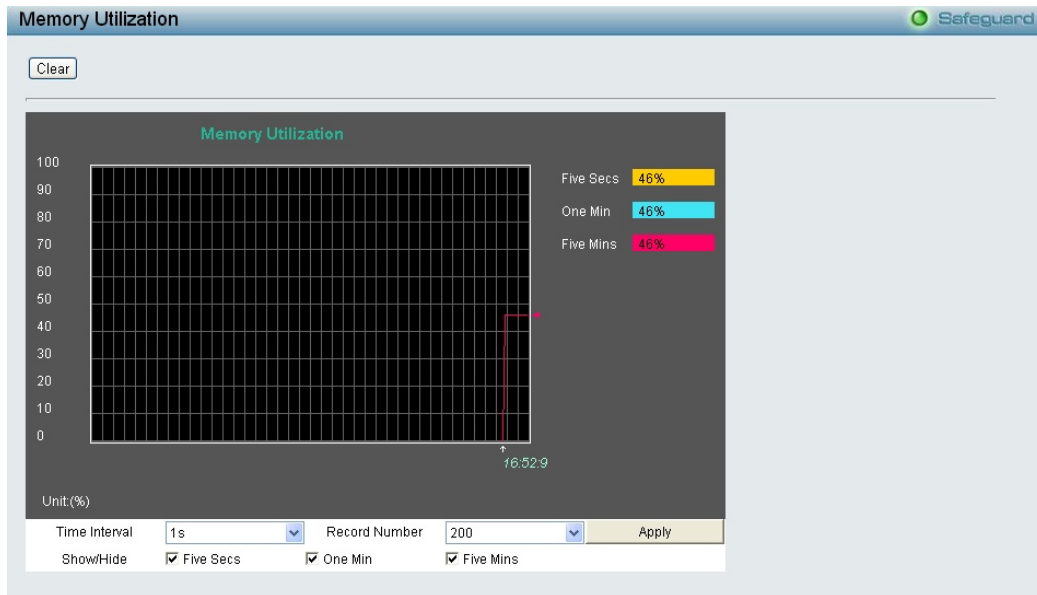 Memory Utilization
Safeguard
Clear
Memory Utilization
100
90
80
70
60
50
40
30
20
10
0
Five Secs 46%
One Min 46%
Five Mins 46%
16:52:9
Unit:(%)
Time Interval 1s Record Number 200 Apply
Show/Hide Five Secs One Min Five Mins